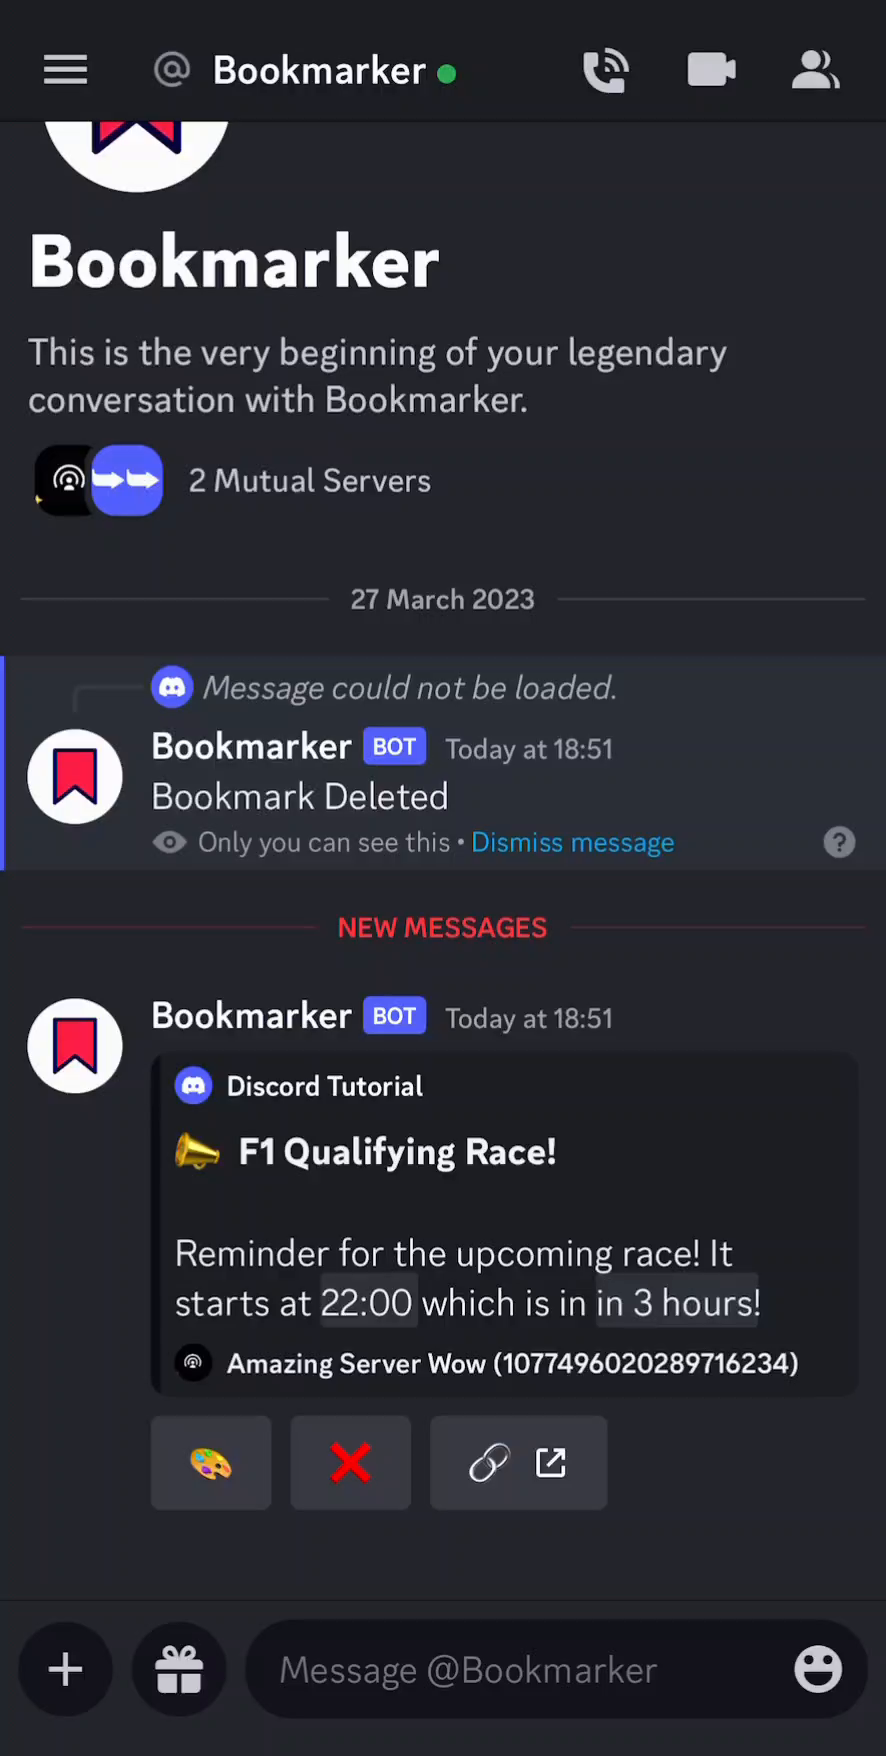 @ Bookmarker
Bookmarker
This is the very beginning of your legendary
conversation with Bookmarker.
2 Mutual Servers
27 March 2023
Message could not be loaded.
Bookmarker BOT Today at 18:51
Bookmark Deleted
Only you can see this • Dismiss message ?
NEW MESSAGES
Bookmarker BOT Today at 18:51
Discord Tutorial
F1 Qualifying Race!
Reminder for the upcoming race! It
starts at 22:00 which is in in 3 hours!
Amazing Server Wow (1077496020289716234)
Message @Bookmarker